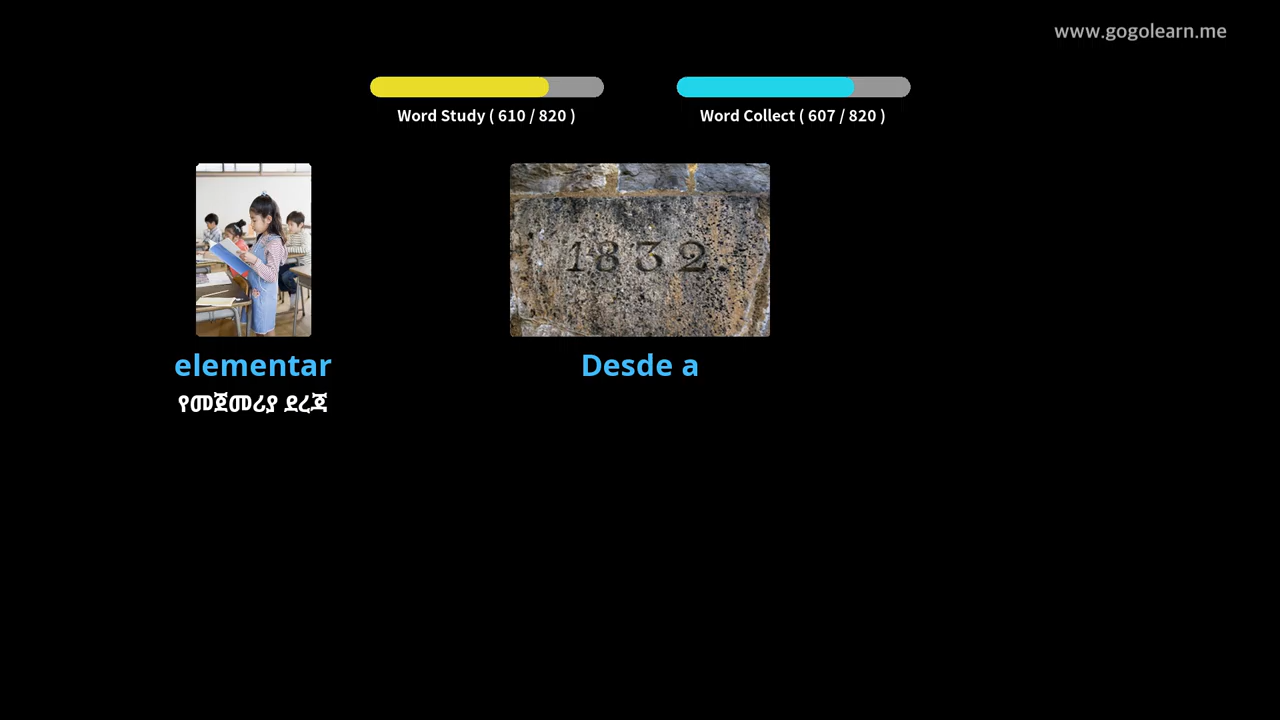 www.gogolearn.me
Word Study ( 610 / 820 )
Word Collect ( 607 / 820 )
1832.
elementar
Desde a
የመጀመሪያ ደረጃ